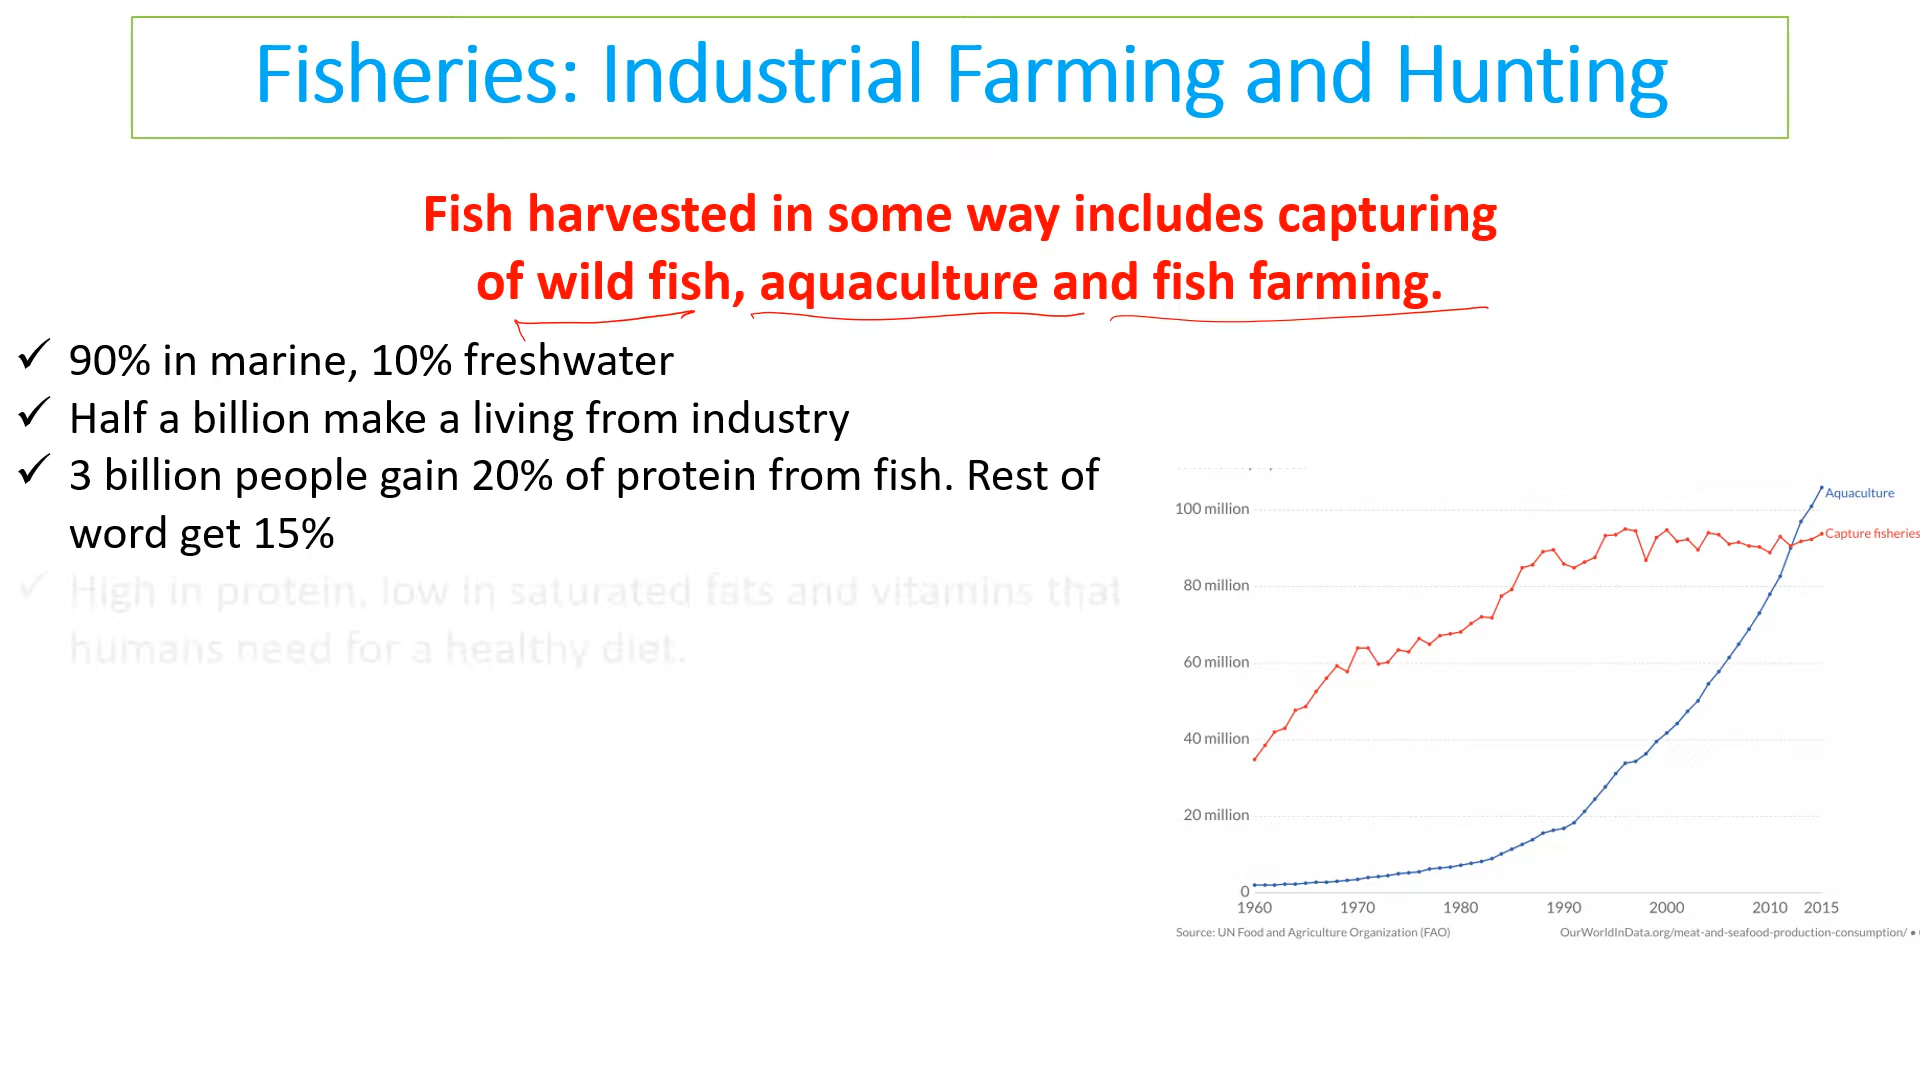 Fisheries: Industrial Farming and Hunting
Fish harvested in some way includes capturing
of wild fish, aquaculture and fish farming.
✓ 90% in marine, 10% freshwater
✓ Half a billion make a living from industry
✓ 3 billion people gain 20% of protein from fish. Rest of
word get 15%
✓ High in protein, low in saturated fats and vitamins that
humans need for a healthy diet.
Aquaculture
100 million
Capture fisheries
80 million
60 million
40 million
20 million
0
1960 1970 1980 1990 2000 2010 2015
Source: UN Food and Agriculture Organization (FAO) OurWorldInData.org/meat-and-seafood-production-consumption/ •